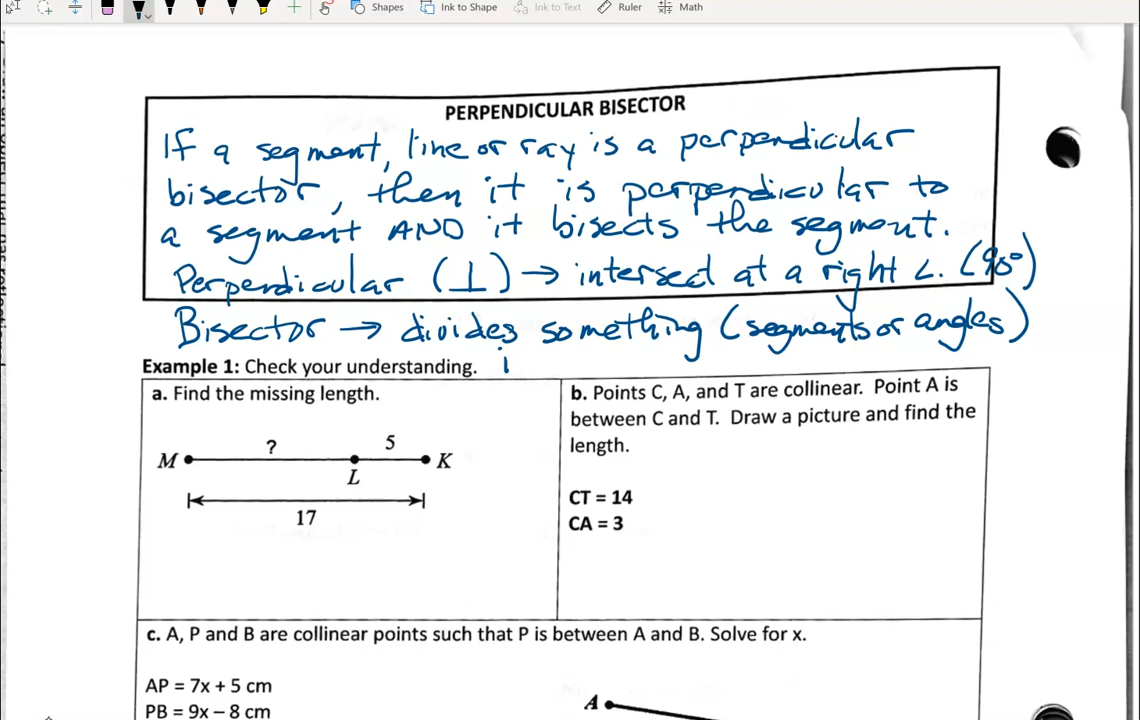 Shapes Ink to Shape Ink to Text Ruler Math
PERPENDICULAR BISECTOR
If a segment, line or ray is a perpendicular
bisector, then it is perpendicular to
a segment AND it bisects the segment.
Perpendicular (⊥) → intersect at a right ∠. (90°)
Bisector → divides something (segments or angles)
i
Example 1: Check your understanding.
a. Find the missing length.
? 5
M K
L
17
b. Points C, A, and T are collinear. Point A is
between C and T. Draw a picture and find the
length.
CT = 14
CA = 3
c. A, P and B are collinear points such that P is between A and B. Solve for x.
AP = 7x + 5 cm
PB = 9x – 8 cm
A